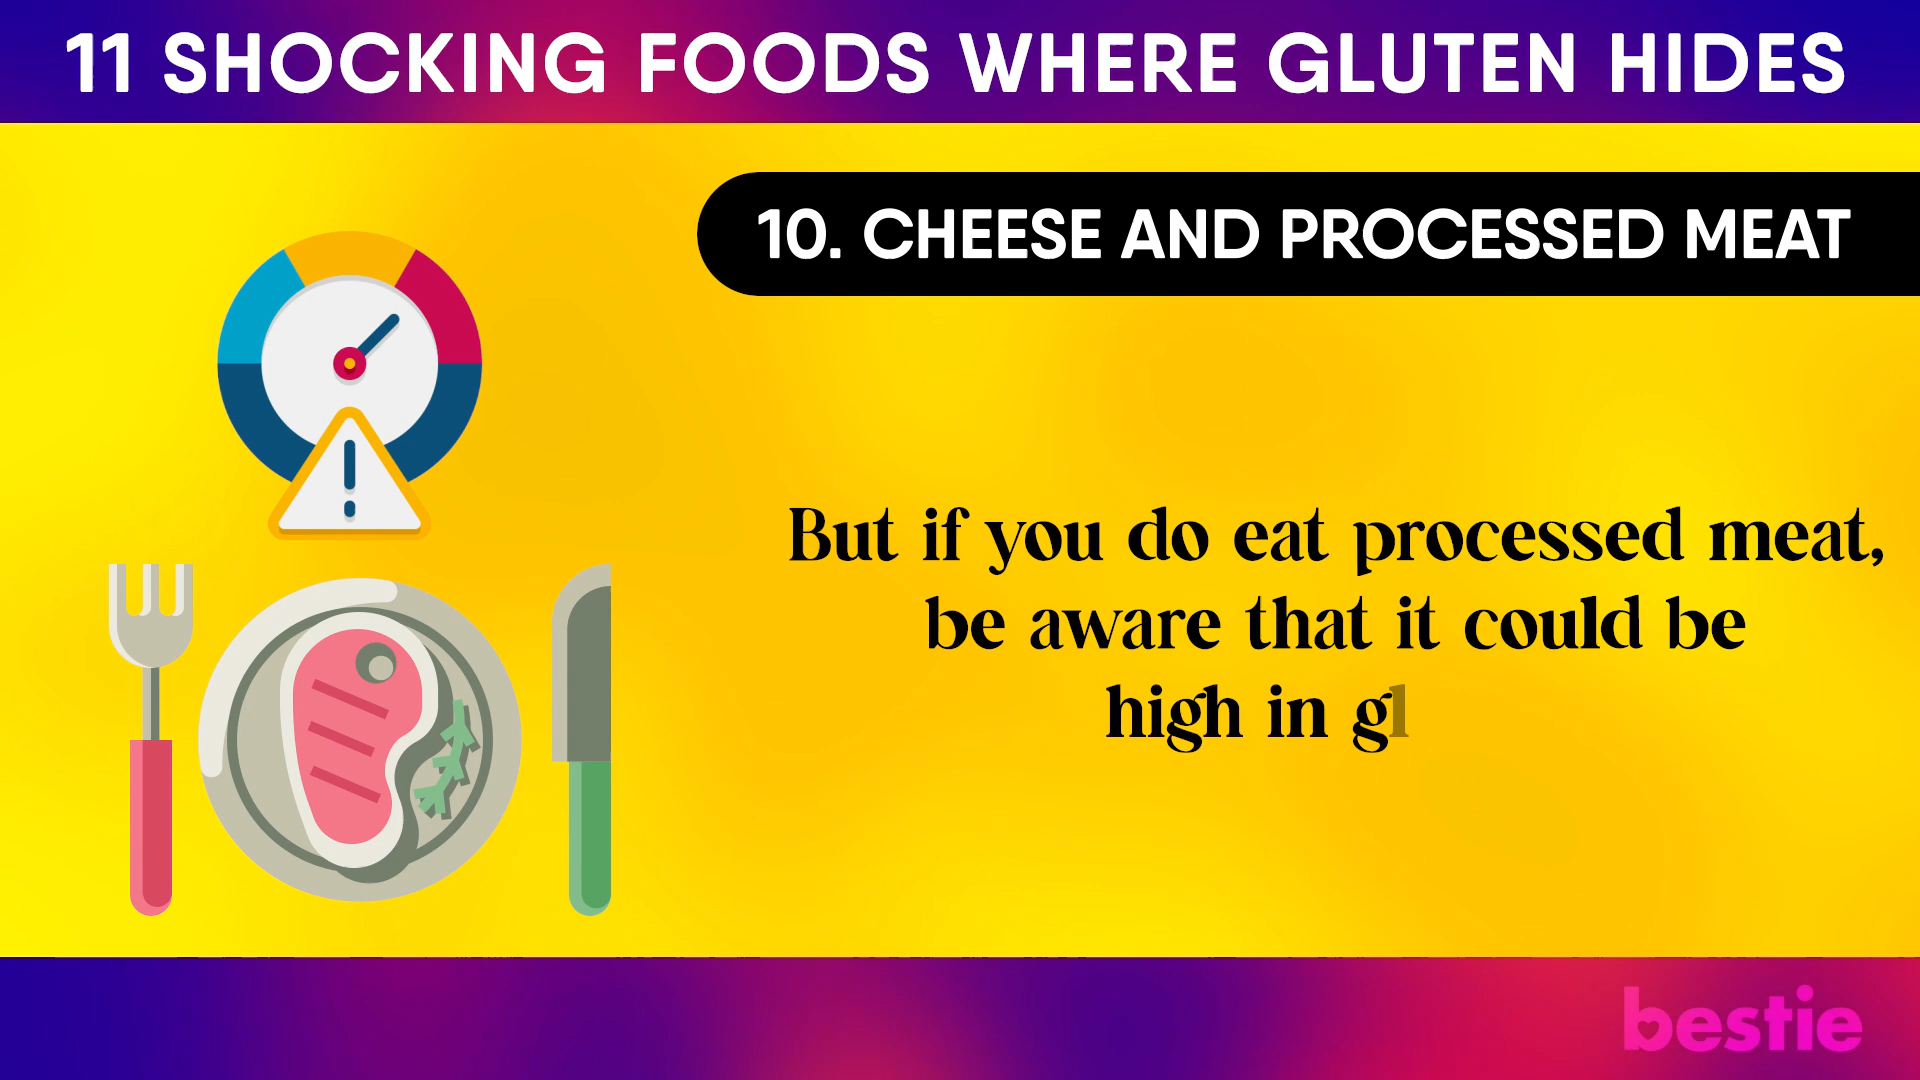 11 SHOCKING FOODS WHERE GLUTEN HIDES
10. CHEESE AND PROCESSED MEAT
But if you do eat processed meat,
be aware that it could be
high in gl
bestie